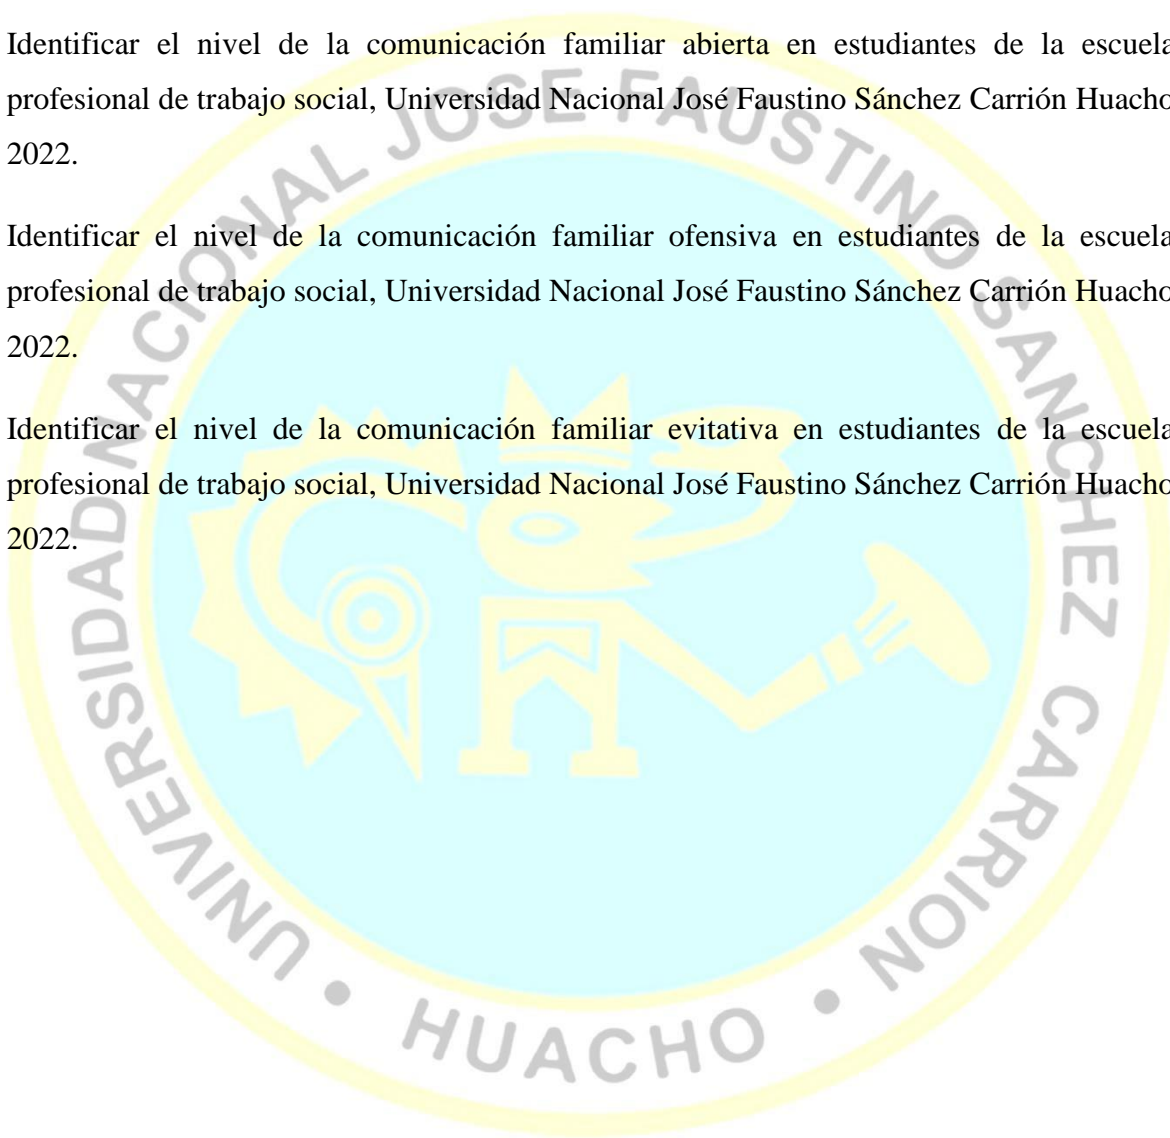 Identificar el nivel de la comunicación familiar abierta en estudiantes de la escuela
profesional de trabajo social, Universidad Nacional José Faustino Sánchez Carrión Huacho
2022.
Identificar el nivel de la comunicación familiar ofensiva en estudiantes de la escuela
profesional de trabajo social, Universidad Nacional José Faustino Sánchez Carrión Huacho
2022.
Identificar el nivel de la comunicación familiar evitativa en estudiantes de la escuela
profesional de trabajo social, Universidad Nacional José Faustino Sánchez Carrión Huacho
2022.
UNIVERSIDAD NACIONAL JOSE FAUSTINO SANCHEZ CARRION • HUACHO •